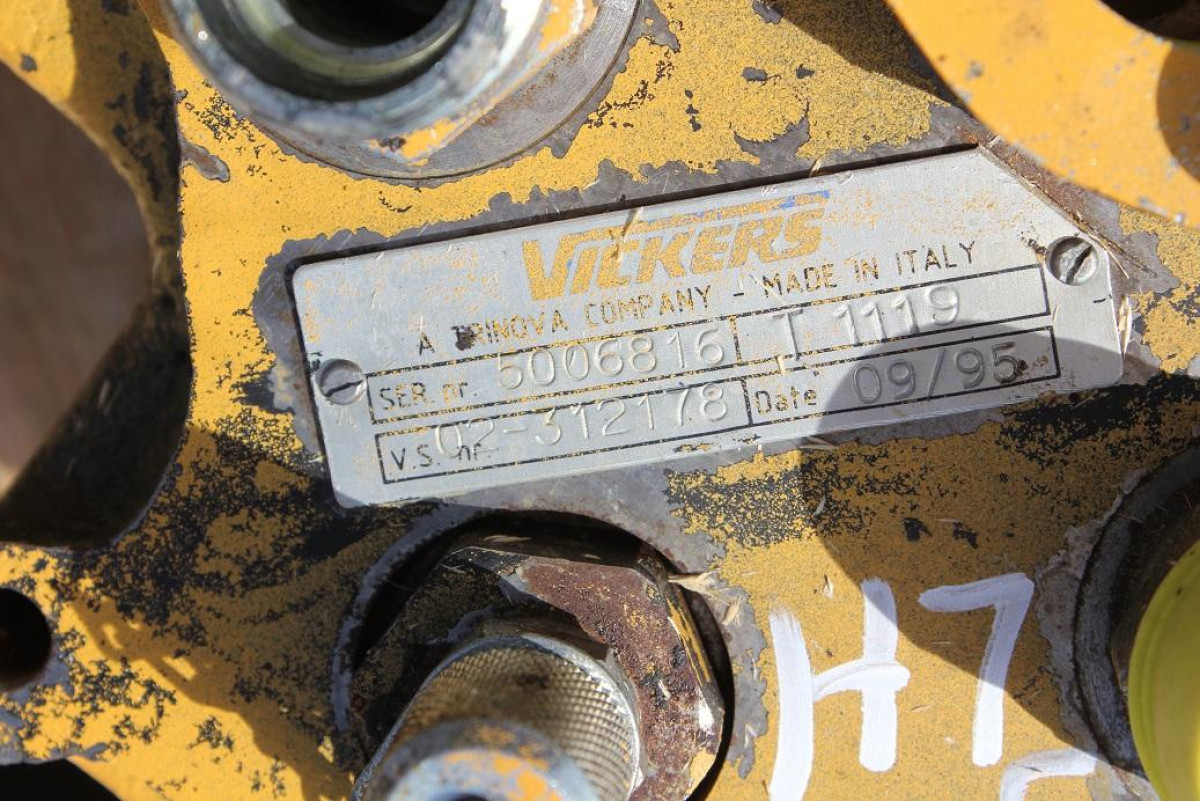 VICKERS
A TRINOVA COMPANY - MADE IN ITALY
SER. nr. 5006816 T 1119
V.S. nr. 02-312178 Date 09/95
H7